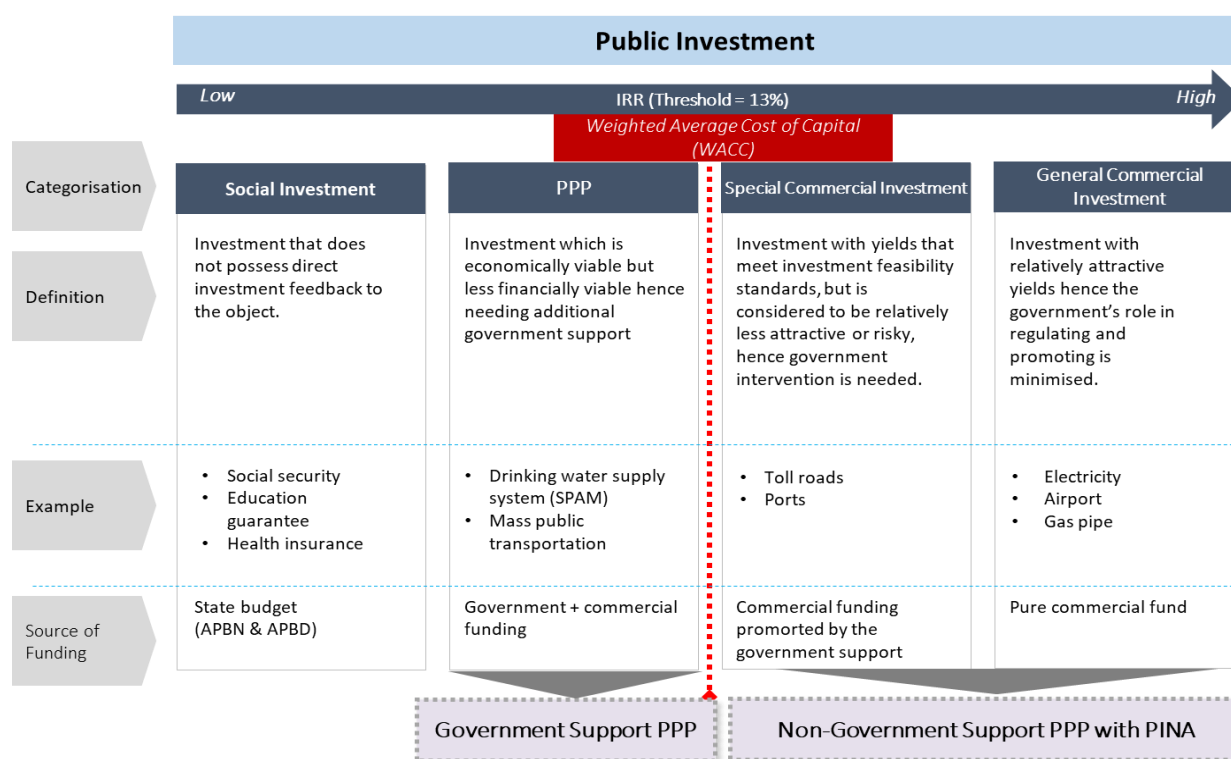 Public Investment
Low
IRR (Threshold = 13%)
High
Weighted Average Cost of Capital
(WACC)
Categorisation
Social Investment
PPP
Special Commercial Investment
General Commercial
Investment
Definition
Investment that does
not possess direct
investment feedback to
the object.
Investment which is
economically viable but
less financially viable hence
needing additional
government support
Investment with yields that
meet investment feasibility
standards, but is
considered to be relatively
less attractive or risky,
hence government
intervention is needed.
Investment with
relatively attractive
yields hence the
government’s role in
regulating and
promoting is
minimised.
Example
• Social security
• Education
guarantee
• Health insurance
• Drinking water supply
system (SPAM)
• Mass public
transportation
• Toll roads
• Ports
• Electricity
• Airport
• Gas pipe
Source of
Funding
State budget
(APBN & APBD)
Government + commercial
funding
Commercial funding
promorted by the
government support
Pure commercial fund
Government Support PPP
Non-Government Support PPP with PINA